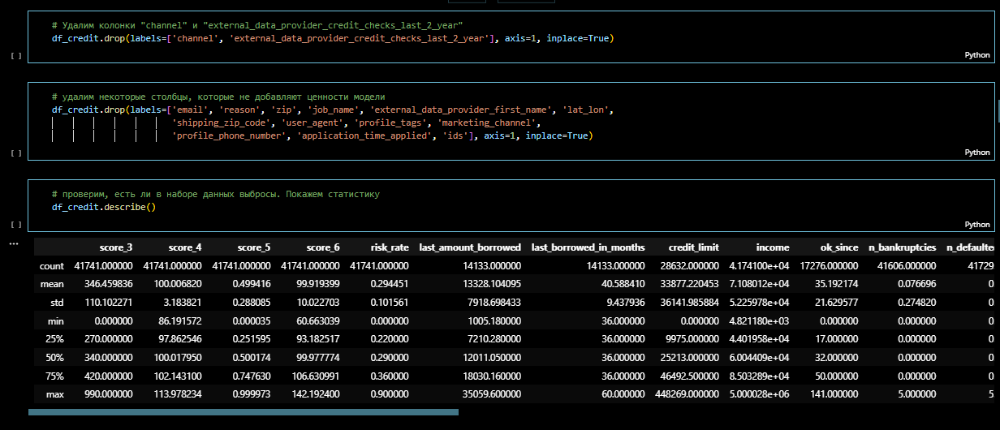 # Удалим колонки "channel" и "external_data_provider_credit_checks_last_2_year"
df_credit.drop(labels=['channel', 'external_data_provider_credit_checks_last_2_year'], axis=1, inplace=True)
[ ]
Python
# удалим некоторые столбцы, которые не добавляют ценности модели
df_credit.drop(labels=['email', 'reason', 'zip', 'job_name', 'external_data_provider_first_name', 'lat_lon',
'shipping_zip_code', 'user_agent', 'profile_tags', 'marketing_channel',
'profile_phone_number', 'application_time_applied', 'ids'], axis=1, inplace=True)
[ ]
Python
# проверим, есть ли в наборе данных выбросы. Покажем статистику
df_credit.describe()
[ ]
Python
...
score_3 score_4 score_5 score_6 risk_rate last_amount_borrowed last_borrowed_in_months credit_limit income ok_since n_bankruptcies n_defaulte
count 41741.000000 41741.000000 41741.000000 41741.000000 41741.000000 14133.000000 14133.000000 28632.000000 4.174100e+04 17276.000000 41606.000000 41729
mean 346.459836 100.006820 0.499416 99.919399 0.294451 13328.104095 40.588410 33877.220453 7.108012e+04 35.192174 0.076696 0
std 110.102271 3.183821 0.288085 10.022703 0.101561 7918.698433 9.437936 36141.985884 5.225978e+04 21.629577 0.274820 0
min 0.000000 86.191572 0.000035 60.663039 0.000000 1005.180000 36.000000 0.000000 4.821180e+03 0.000000 0.000000 0
25% 270.000000 97.862546 0.251595 93.182517 0.220000 7210.280000 36.000000 9975.000000 4.401958e+04 17.000000 0.000000 0
50% 340.000000 100.017950 0.500174 99.977774 0.290000 12011.050000 36.000000 25213.000000 6.004409e+04 32.000000 0.000000 0
75% 420.000000 102.143100 0.747630 106.630991 0.360000 18030.160000 36.000000 46492.500000 8.503289e+04 50.000000 0.000000 0
max 990.000000 113.978234 0.999973 142.192400 0.900000 35059.600000 60.000000 448269.000000 5.000028e+06 141.000000 5.000000 5